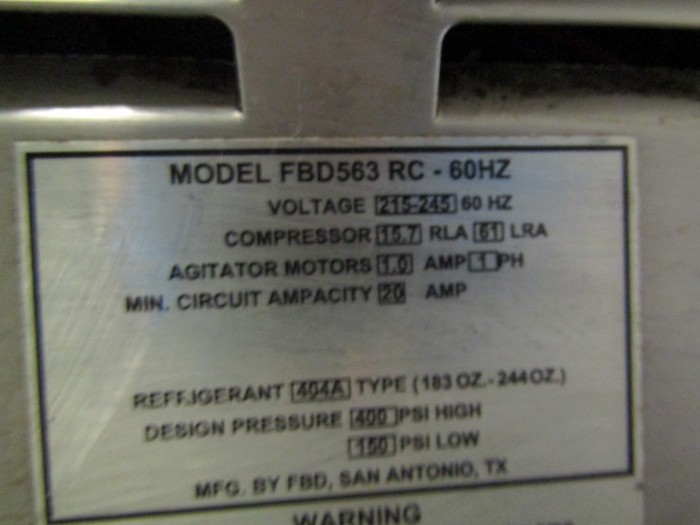 MODEL FBD563 RC - 60HZ
VOLTAGE 215-245 60 HZ
COMPRESSOR 15.7 RLA 61 LRA
AGITATOR MOTORS 1.0 AMP 1 PH
MIN. CIRCUIT AMPACITY 20 AMP
REFRIGERANT 404A TYPE (183 OZ.- 244 OZ.)
DESIGN PRESSURE 400 PSI HIGH
150 PSI LOW
MFG. BY FBD, SAN ANTONIO, TX
WARNING